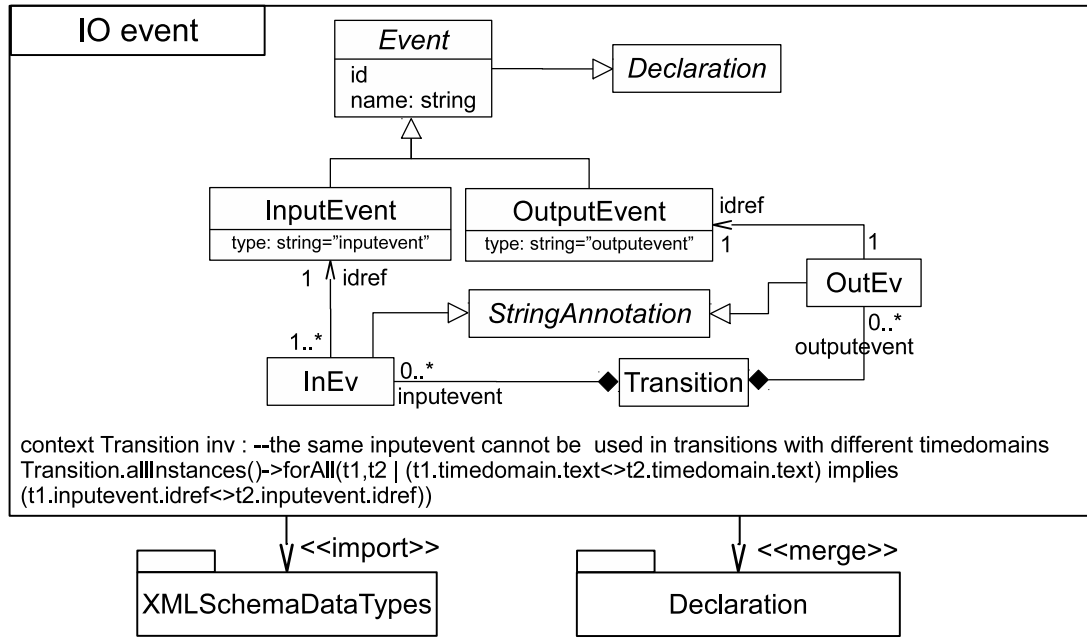 IO event
Event
id
name: string
Declaration
InputEvent
type: string="inputevent"
OutputEvent
type: string="outputevent"
idref
1
1
1 idref
OutEv
StringAnnotation
1..*
0..*
outputevent
InEv
0..*
inputevent
Transition
context Transition inv : --the same inputevent cannot be used in transitions with different timedomains
Transition.allInstances()->forAll(t1,t2 | (t1.timedomain.text<>t2.timedomain.text) implies
(t1.inputevent.idref<>t2.inputevent.idref))
<<import>>
<<merge>>
XMLSchemaDataTypes
Declaration